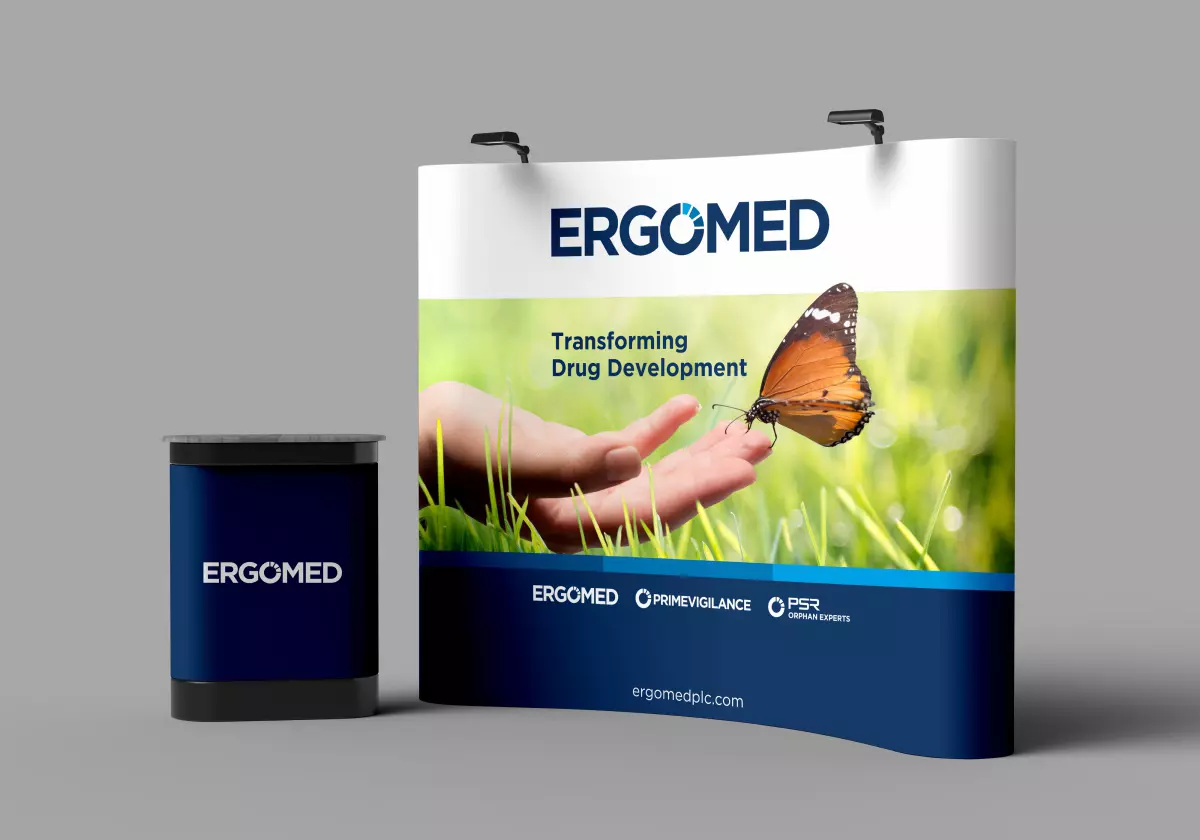 ERGOMED
Transforming
Drug Development
ERGOMED
ERGOMED
PRIMEVIGILANCE
PSR
ORPHAN EXPERTS
ergomedplc.com